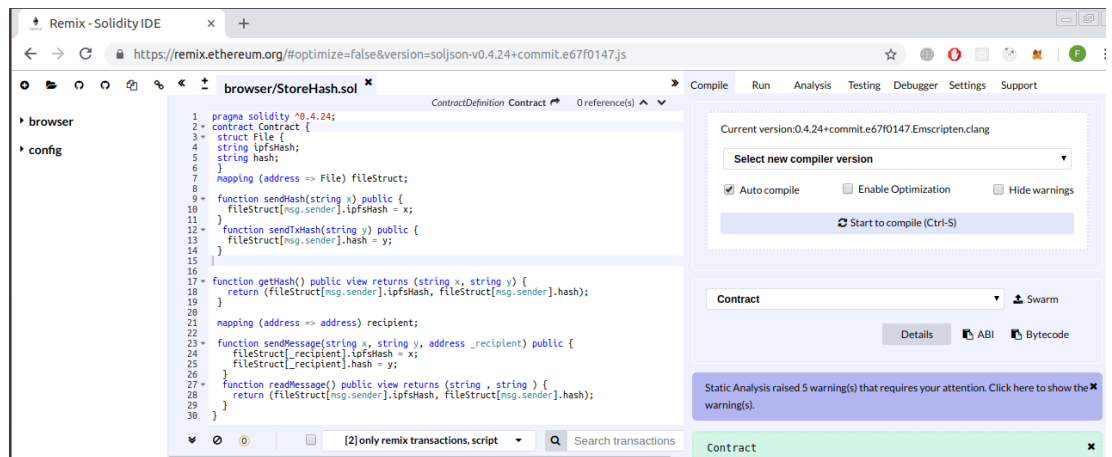 Remix - Solidity IDE
https://remix.ethereum.org/#optimize=false&version=soljson-v0.4.24+commit.e67f0147.js
F
browser
config
browser/StoreHash.sol
ContractDefinition Contract 0 reference(s)
1 pragma solidity ^0.4.24;
2 contract Contract {
3 struct File {
4 string ipfsHash;
5 string hash;
6 }
7 mapping (address => File) fileStruct;
8
9 function sendHash(string x) public {
10 fileStruct[msg.sender].ipfsHash = x;
11 }
12 function sendTxHash(string y) public {
13 fileStruct[msg.sender].hash = y;
14 }
15
16
17 function getHash() public view returns (string x, string y) {
18 return (fileStruct[msg.sender].ipfsHash, fileStruct[msg.sender].hash);
19 }
20
21 mapping (address => address) recipient;
22
23 function sendMessage(string x, string y, address _recipient) public {
24 fileStruct[_recipient].ipfsHash = x;
25 fileStruct[_recipient].hash = y;
26 }
27 function readMessage() public view returns (string , string ) {
28 return (fileStruct[msg.sender].ipfsHash, fileStruct[msg.sender].hash);
29 }
30 }
0
[2] only remix transactions, script
Search transactions
Compile Run Analysis Testing Debugger Settings Support
Current version:0.4.24+commit.e67f0147.Emscripten.clang
Select new compiler version
Auto compile Enable Optimization Hide warnings
Start to compile (Ctrl-S)
Contract Swarm
Details ABI Bytecode
Static Analysis raised 5 warning(s) that requires your attention. Click here to show the
warning(s).
Contract